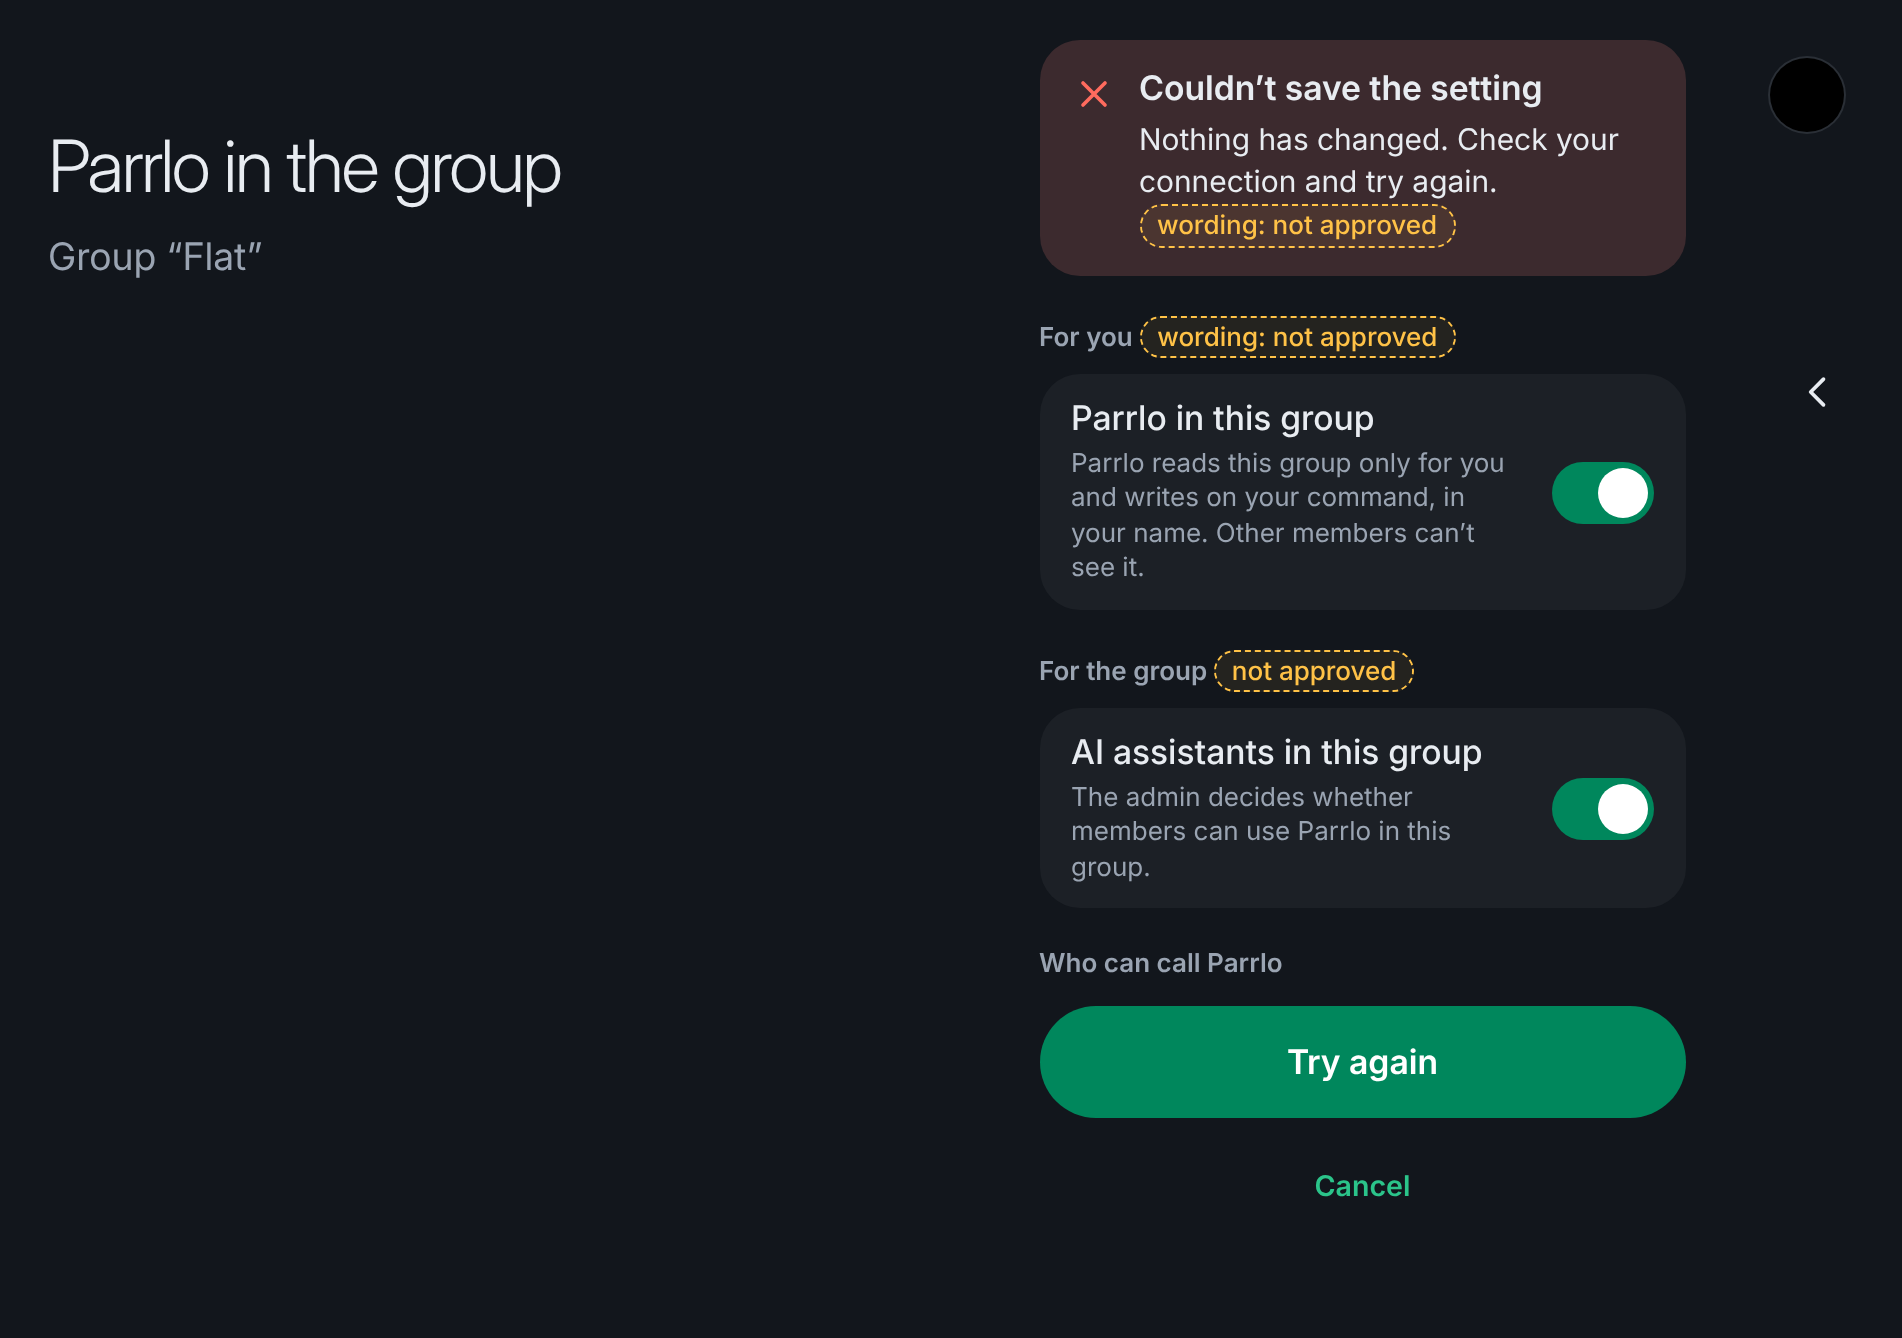 Parrlo in the group
Group “Flat”
Couldn’t save the setting
Nothing has changed. Check your
connection and try again.
wording: not approved
For you wording: not approved
Parrlo in this group
Parrlo reads this group only for you
and writes on your command, in
your name. Other members can’t
see it.
For the group not approved
AI assistants in this group
The admin decides whether
members can use Parrlo in this
group.
Who can call Parrlo
Try again
Cancel